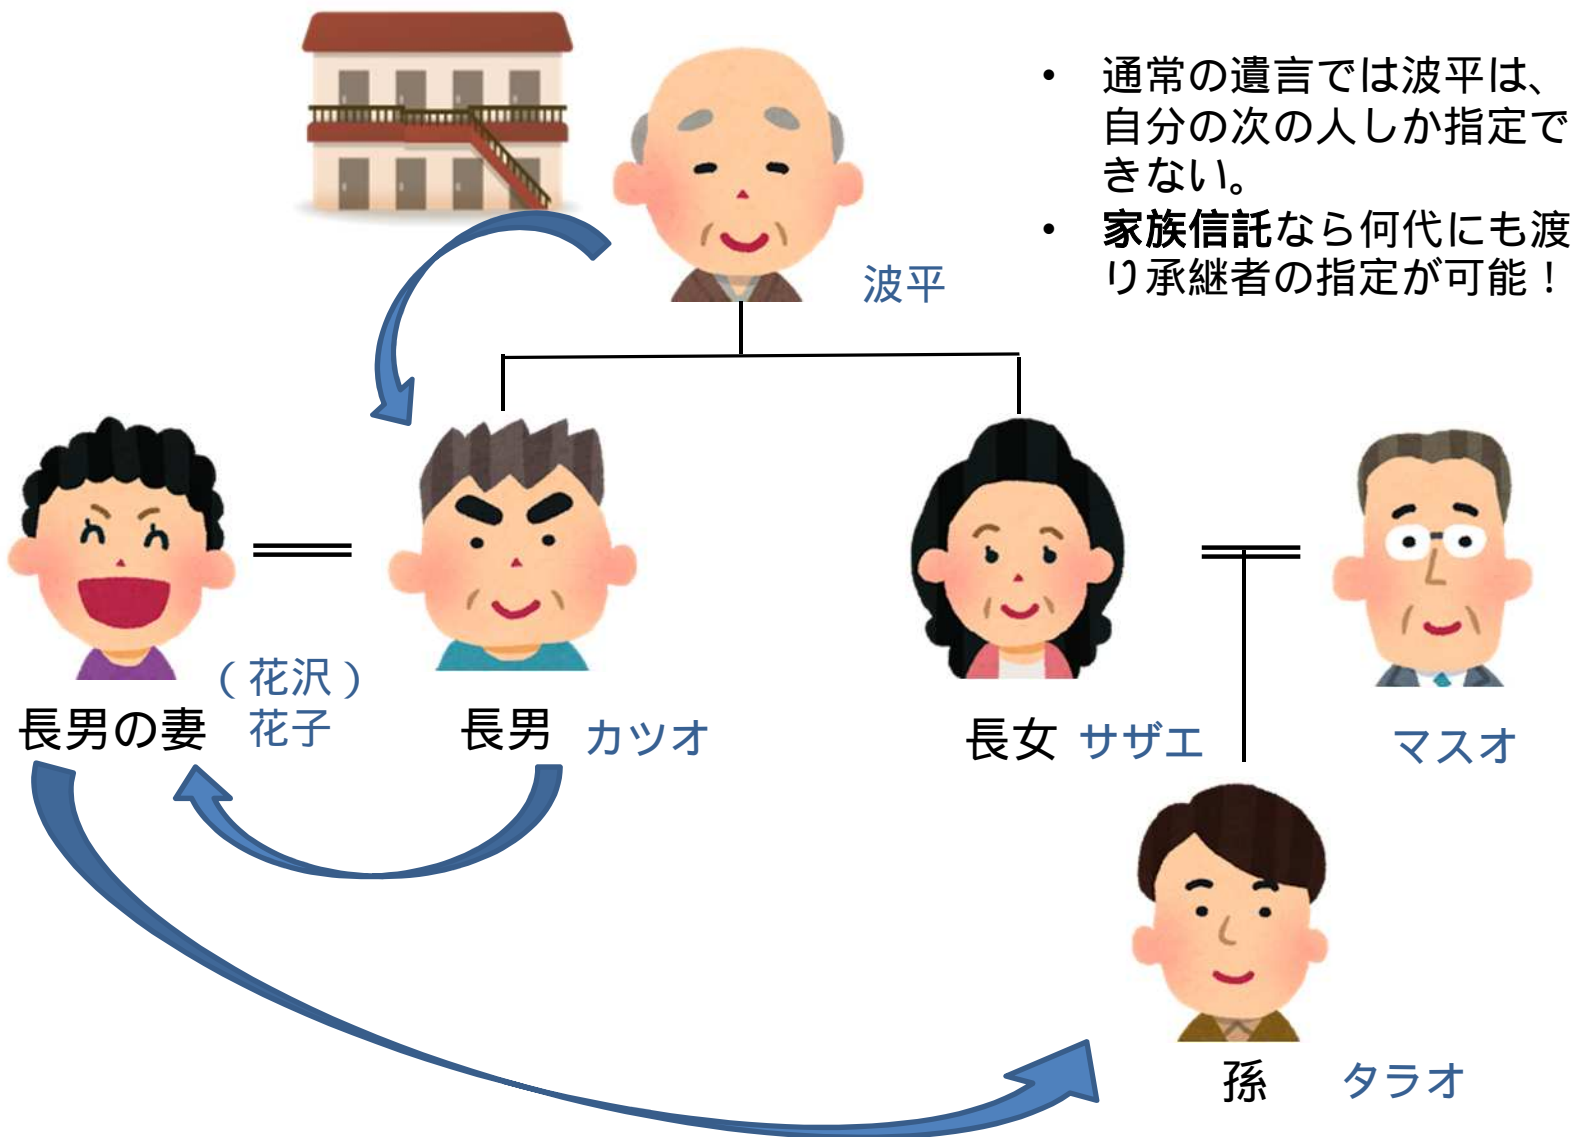 • 通常の遺言では波平は、
自分の次の人しか指定で
きない。
• 家族信託なら何代にも渡
り承継者の指定が可能！
波平
（花沢）
長男の妻 花子 長男 カツオ
長女 サザエ マスオ
孫 タラオ